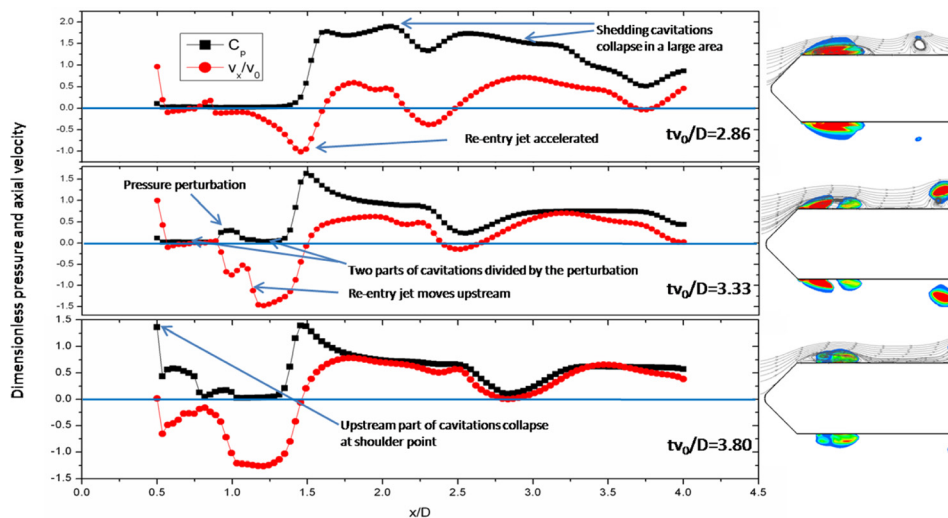 Dimensionless pressure and axial velocity
2.0
1.5
1.0
0.5
0.0
-0.5
-1.0
C_p
v_x/v_0
Shedding cavitations
collapse in a large area
Re-entry jet accelerated
tv_0/D=2.86
1.5
1.0
0.5
0.0
-0.5
-1.0
-1.5
Pressure perturbation
Two parts of cavitations divided by the perturbation
Re-entry jet moves upstream
tv_0/D=3.33
1.5
1.0
0.5
0.0
-0.5
-1.0
-1.5
Upstream part of cavitations collapse
at shoulder point
tv_0/D=3.80
0.0 0.5 1.0 1.5 2.0 2.5 3.0 3.5 4.0 4.5
x/D